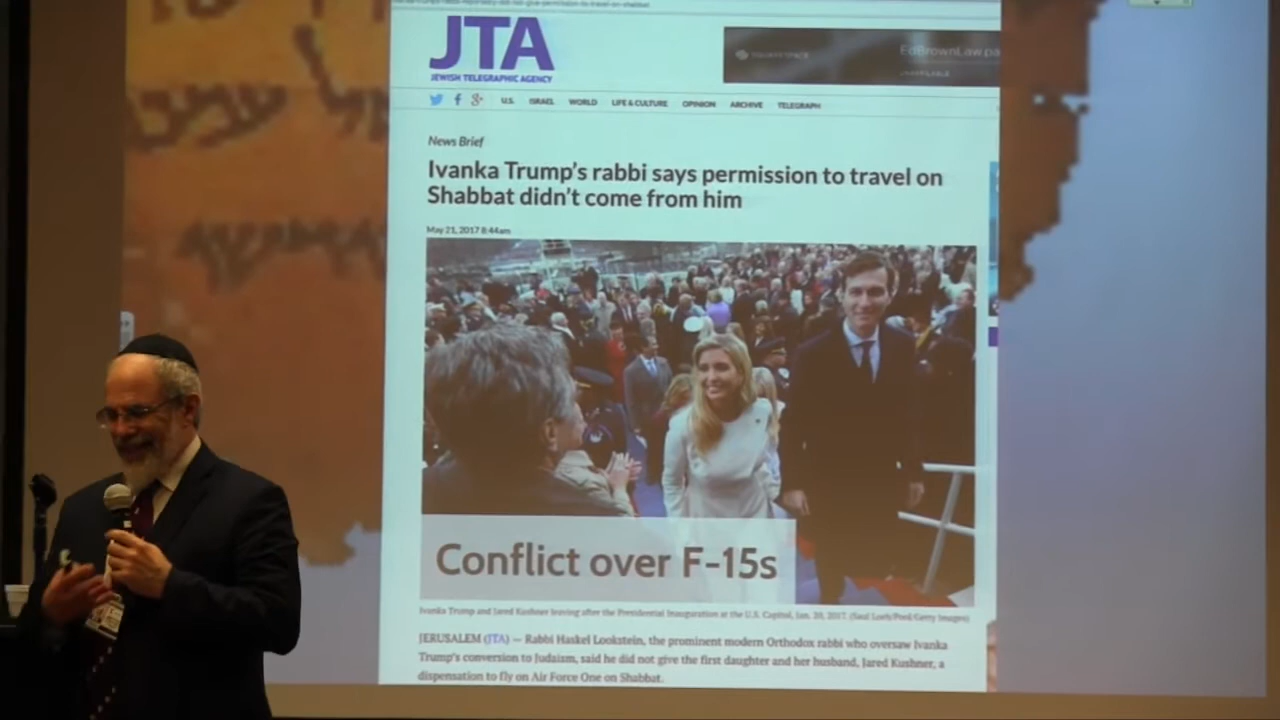 JTA
JEWISH TELEGRAPHIC AGENCY
SQUARESPACE
EdBrownLaw.pa
U.S. ISRAEL WORLD LIFE & CULTURE OPINION ARCHIVE TELEGRAPH
News Brief
Ivanka Trump's rabbi says permission to travel on
Shabbat didn't come from him
May 21, 2017 8:44am
Conflict over F-15s
Ivanka Trump and Jared Kushner leaving after the Presidential Inauguration at the U.S. Capitol, Jan. 20, 2017. (Saul Loeb/Pool/Getty Images)
JERUSALEM (JTA) — Rabbi Haskel Lookstein, the prominent modern Orthodox rabbi who oversaw Ivanka
Trump's conversion to Judaism, said he did not give the first daughter and her husband, Jared Kushner, a
dispensation to fly on Air Force One on Shabbat.